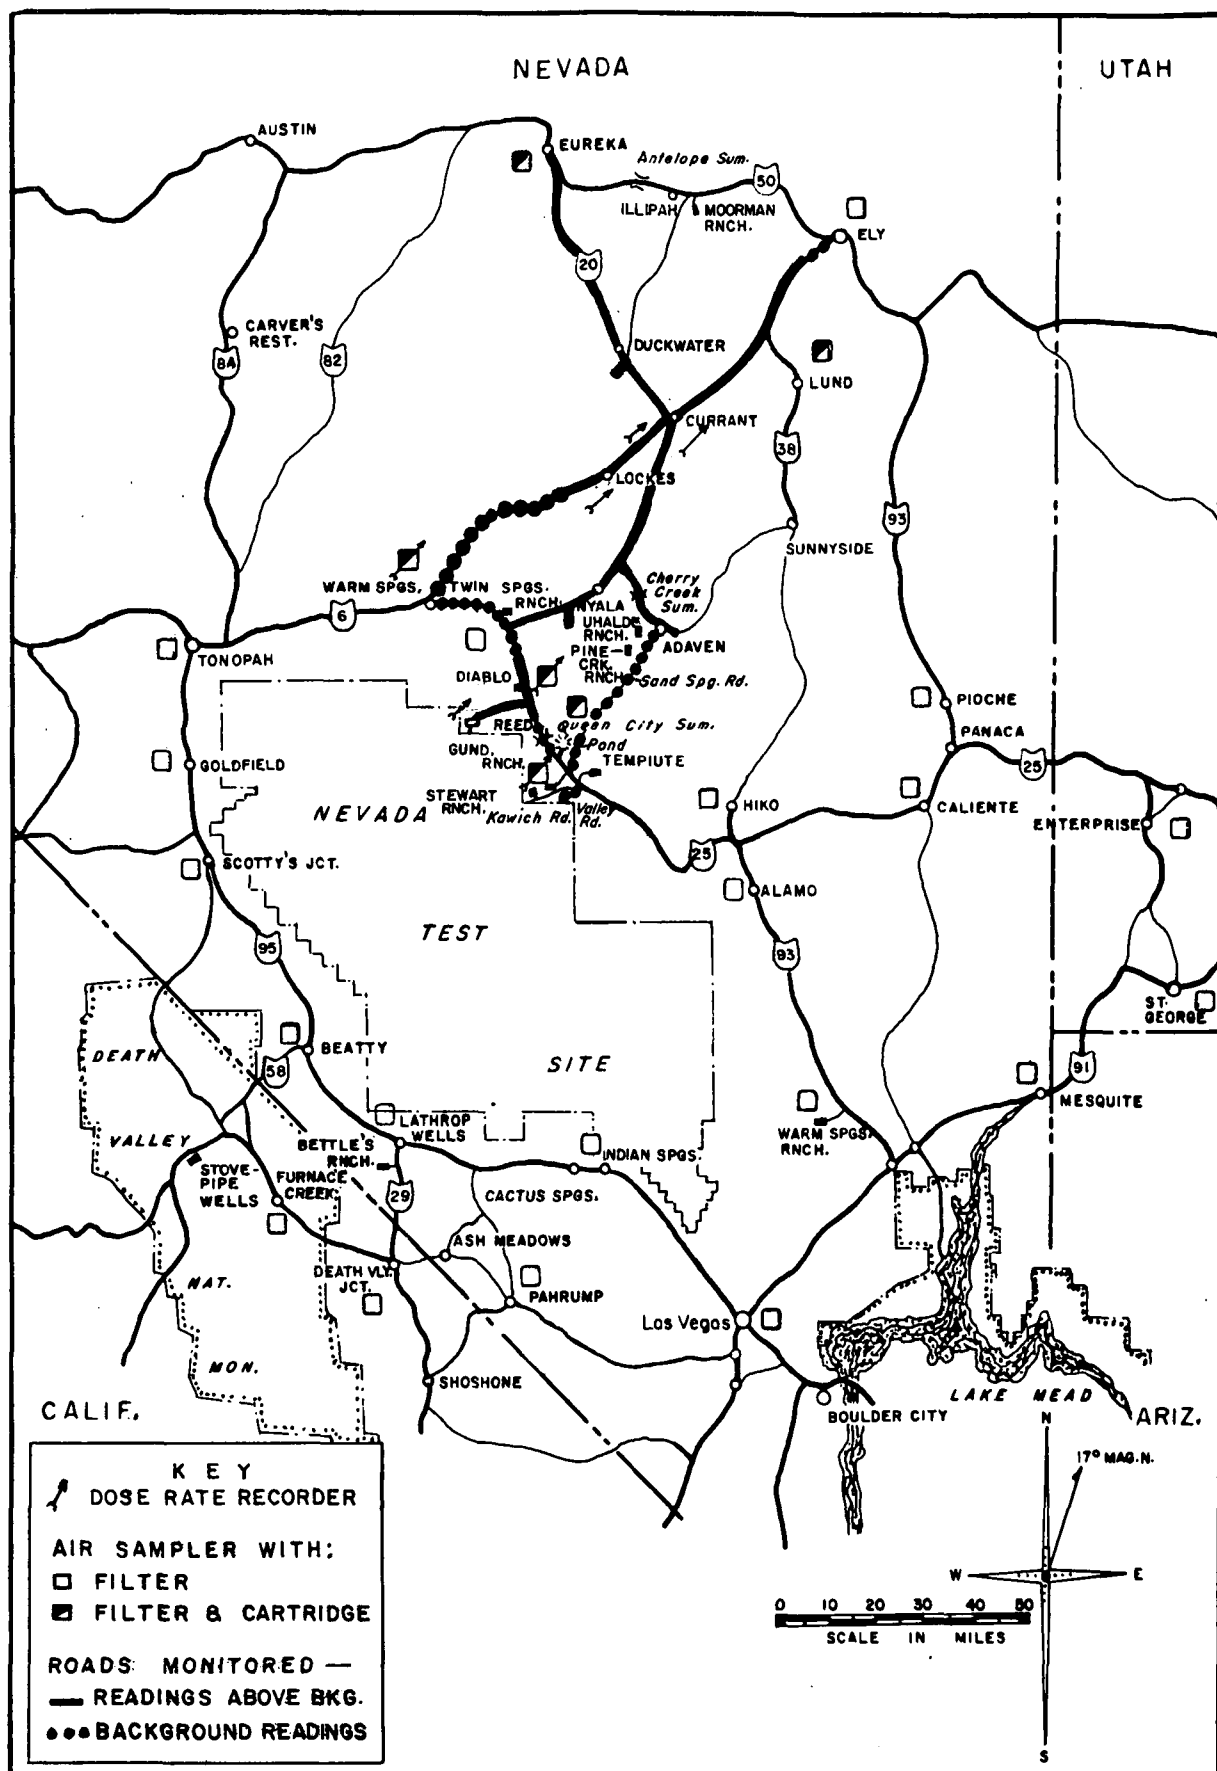 NEVADA
UTAH
AUSTIN
EUREKA
Antelope Sum.
50
ILLIPAH
MOORMAN
RNCH.
ELY
20
CARVER'S
REST.
84
82
DUCKWATER
LUND
CURRANT
38
LOCKES
93
SUNNYSIDE
WARM SPGS.
TWIN SPGS.
RNCH.
Cherry
Creek
Sum.
6
NYALA
UHALDE
RNCH.
ADAVEN
PINE
CRK.
RNCH.
TONOPAH
DIABLO
Sand Spg. Rd.
PIOCHE
REED
Queen City Sum.
PANACA
GUND.
RNCH.
Pond
TEMPIUTE
25
GOLDFIELD
STEWART
RNCH.
Kawich Rd.
Valley
Rd.
HIKO
CALIENTE
NEVADA
ENTERPRISE
SCOTTY'S JCT.
25
ALAMO
TEST
95
93
ST.
GEORGE
DEATH
BEATTY
SITE
58
91
MESQUITE
LATHROP
WELLS
VALLEY
BETTLE'S
RNCH.
WARM SPGS.
RNCH.
STOVE-
PIPE
WELLS
FURNACE
CREEK
29
INDIAN SPGS.
CACTUS SPGS.
ASH MEADOWS
DEATH VLY.
JCT.
NAT.
PAHRUMP
Las Vegas
MON.
SHOSHONE
LAKE MEAD
BOULDER CITY
CALIF.
ARIZ.
N
17° MAG. N.
W
E
S
0 10 20 30 40 50
SCALE IN MILES
KEY
DOSE RATE RECORDER
AIR SAMPLER WITH:
FILTER
FILTER & CARTRIDGE
ROADS MONITORED —
READINGS ABOVE BKG.
BACKGROUND READINGS